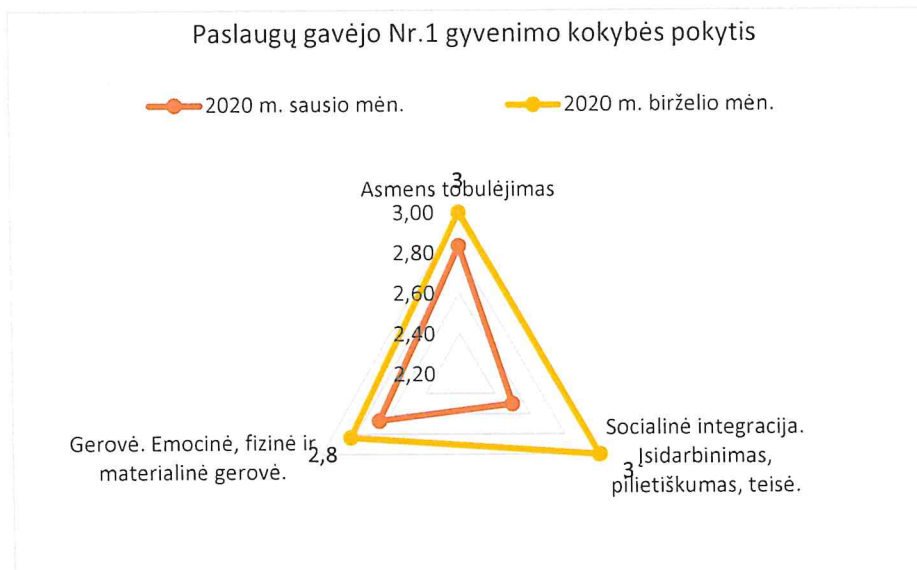 Paslaugų gavėjo Nr.1 gyvenimo kokybės pokytis
2020 m. sausio mėn.
2020 m. birželio mėn.
3
Asmens tobulėjimas
3,00
2,80
2,60
2,40
2,20
Socialinė integracija.
Įsidarbinimas,
pilietiškumas, teisė.
3
Gerovė. Emocinė, fizinė ir
materialinė gerovė.
2,8